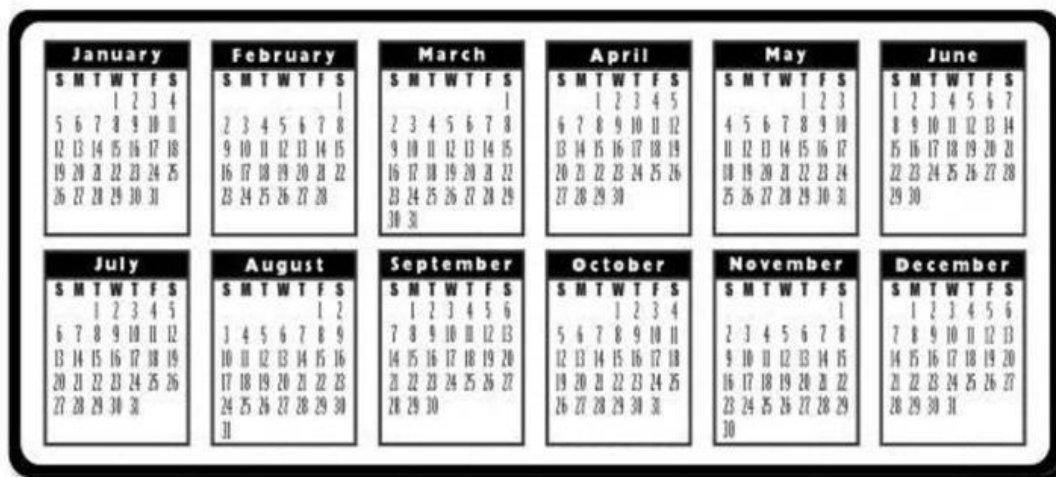 January
S M T W T F S
1 2 3 4
5 6 7 8 9 10 11
12 13 14 15 16 17 18
19 20 21 22 23 24 25
26 27 28 29 30 31
February
S M T W T F S
1
2 3 4 5 6 7 8
9 10 11 12 13 14 15
16 17 18 19 20 21 22
23 24 25 26 27 28
March
S M T W T F S
1
2 3 4 5 6 7 8
9 10 11 12 13 14 15
16 17 18 19 20 21 22
23 24 25 26 27 28 29
30 31
April
S M T W T F S
1 2 3 4 5
6 7 8 9 10 11 12
13 14 15 16 17 18 19
20 21 22 23 24 25 26
27 28 29 30
May
S M T W T F S
1 2 3
4 5 6 7 8 9 10
11 12 13 14 15 16 17
18 19 20 21 22 23 24
25 26 27 28 29 30 31
June
S M T W T F S
1 2 3 4 5 6 7
8 9 10 11 12 13 14
15 16 17 18 19 20 21
22 23 24 25 26 27 28
29 30
July
S M T W T F S
1 2 3 4 5
6 7 8 9 10 11 12
13 14 15 16 17 18 19
20 21 22 23 24 25 26
27 28 29 30 31
August
S M T W T F S
1 2
3 4 5 6 7 8 9
10 11 12 13 14 15 16
17 18 19 20 21 22 23
24 25 26 27 28 29 30
31
September
S M T W T F S
1 2 3 4 5 6
7 8 9 10 11 12 13
14 15 16 17 18 19 20
21 22 23 24 25 26 27
28 29 30
October
S M T W T F S
1 2 3 4
5 6 7 8 9 10 11
12 13 14 15 16 17 18
19 20 21 22 23 24 25
26 27 28 29 30 31
November
S M T W T F S
1
2 3 4 5 6 7 8
9 10 11 12 13 14 15
16 17 18 19 20 21 22
23 24 25 26 27 28 29
30
December
S M T W T F S
1 2 3 4 5 6
7 8 9 10 11 12 13
14 15 16 17 18 19 20
21 22 23 24 25 26 27
28 29 30 31